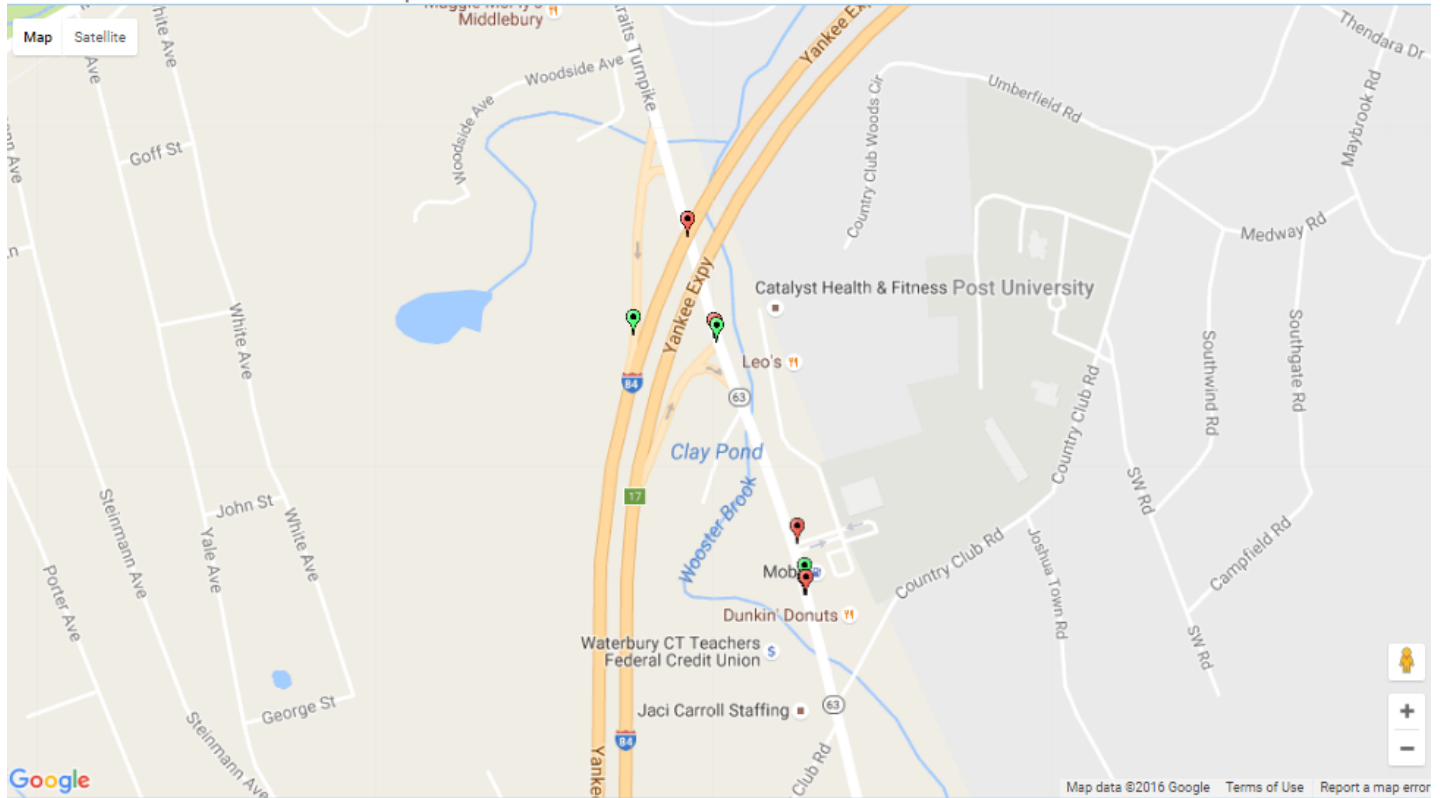 Middlebury
Map
Satellite
White Ave
Woodside Ave
Woodside Ave
Goff St
Yankee Expy
Thendara Dr
Umberfield Rd
Maybrook Rd
Country Club Woods Cir
Medway Rd
Catalyst Health & Fitness
Post University
Yankee Expy
White Ave
Leo's
84
63
Southwind Rd
Southgate Rd
Country Club Rd
Clay Pond
17
SW Rd
Wooster Brook
John St
Steinmann Ave
Yale Ave
White Ave
Porter Ave
Country Club Rd
Joshua Town Rd
Campfield Rd
Dunkin' Donuts
Waterbury CT Teachers
Federal Credit Union
SW Rd
George St
Jaci Carroll Staffing
63
84
Steinmann Ave
Club Rd
Google
Map data ©2016 Google
Terms of Use
Report a map error